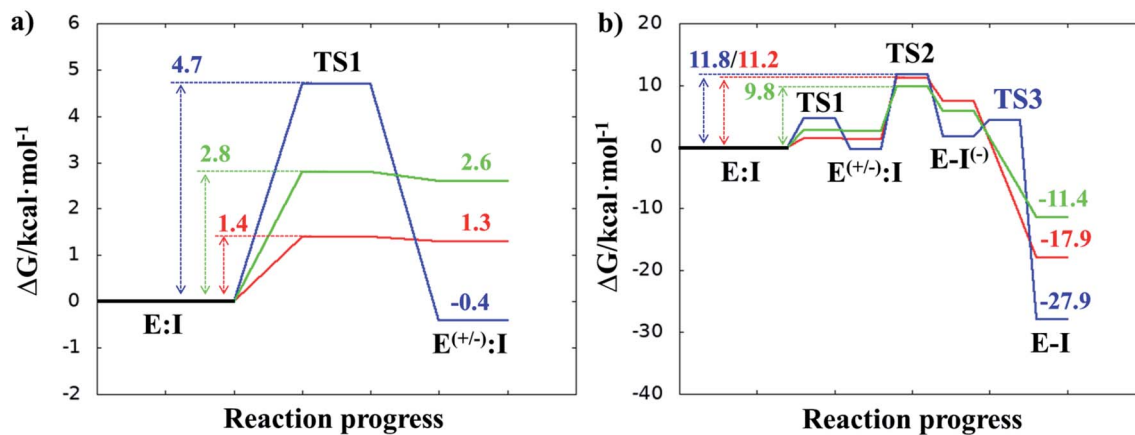 a)
6
5
4
3
2
1
0
-1
-2
ΔG/kcal·mol⁻¹
4.7
TS1
2.8
2.6
1.4
1.3
-0.4
E:I
E⁽⁺/⁻⁾:I
Reaction progress
b)
20
10
0
-10
-20
-30
-40
ΔG/kcal·mol⁻¹
11.8/11.2
TS2
9.8
TS1
TS3
E:I
E⁽⁺/⁻⁾:I
E-I⁽⁻⁾
-11.4
-17.9
-27.9
E-I
Reaction progress